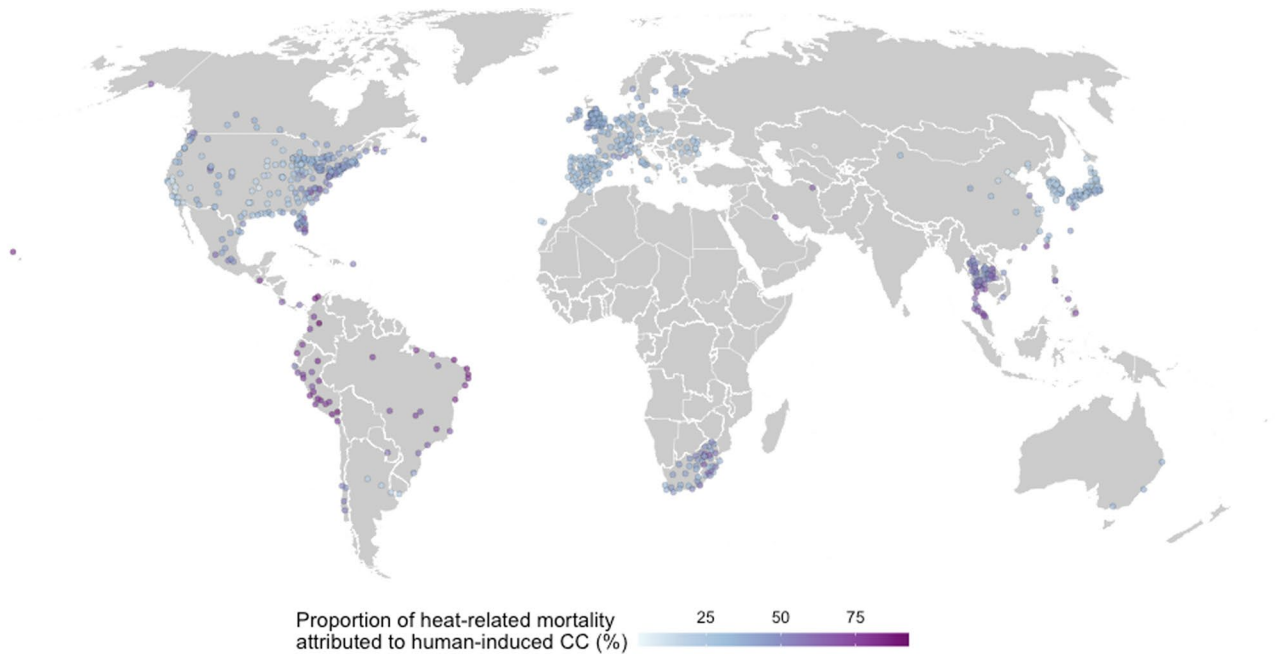 Proportion of heat-related mortality
attributed to human-induced CC (%)
25 50 75